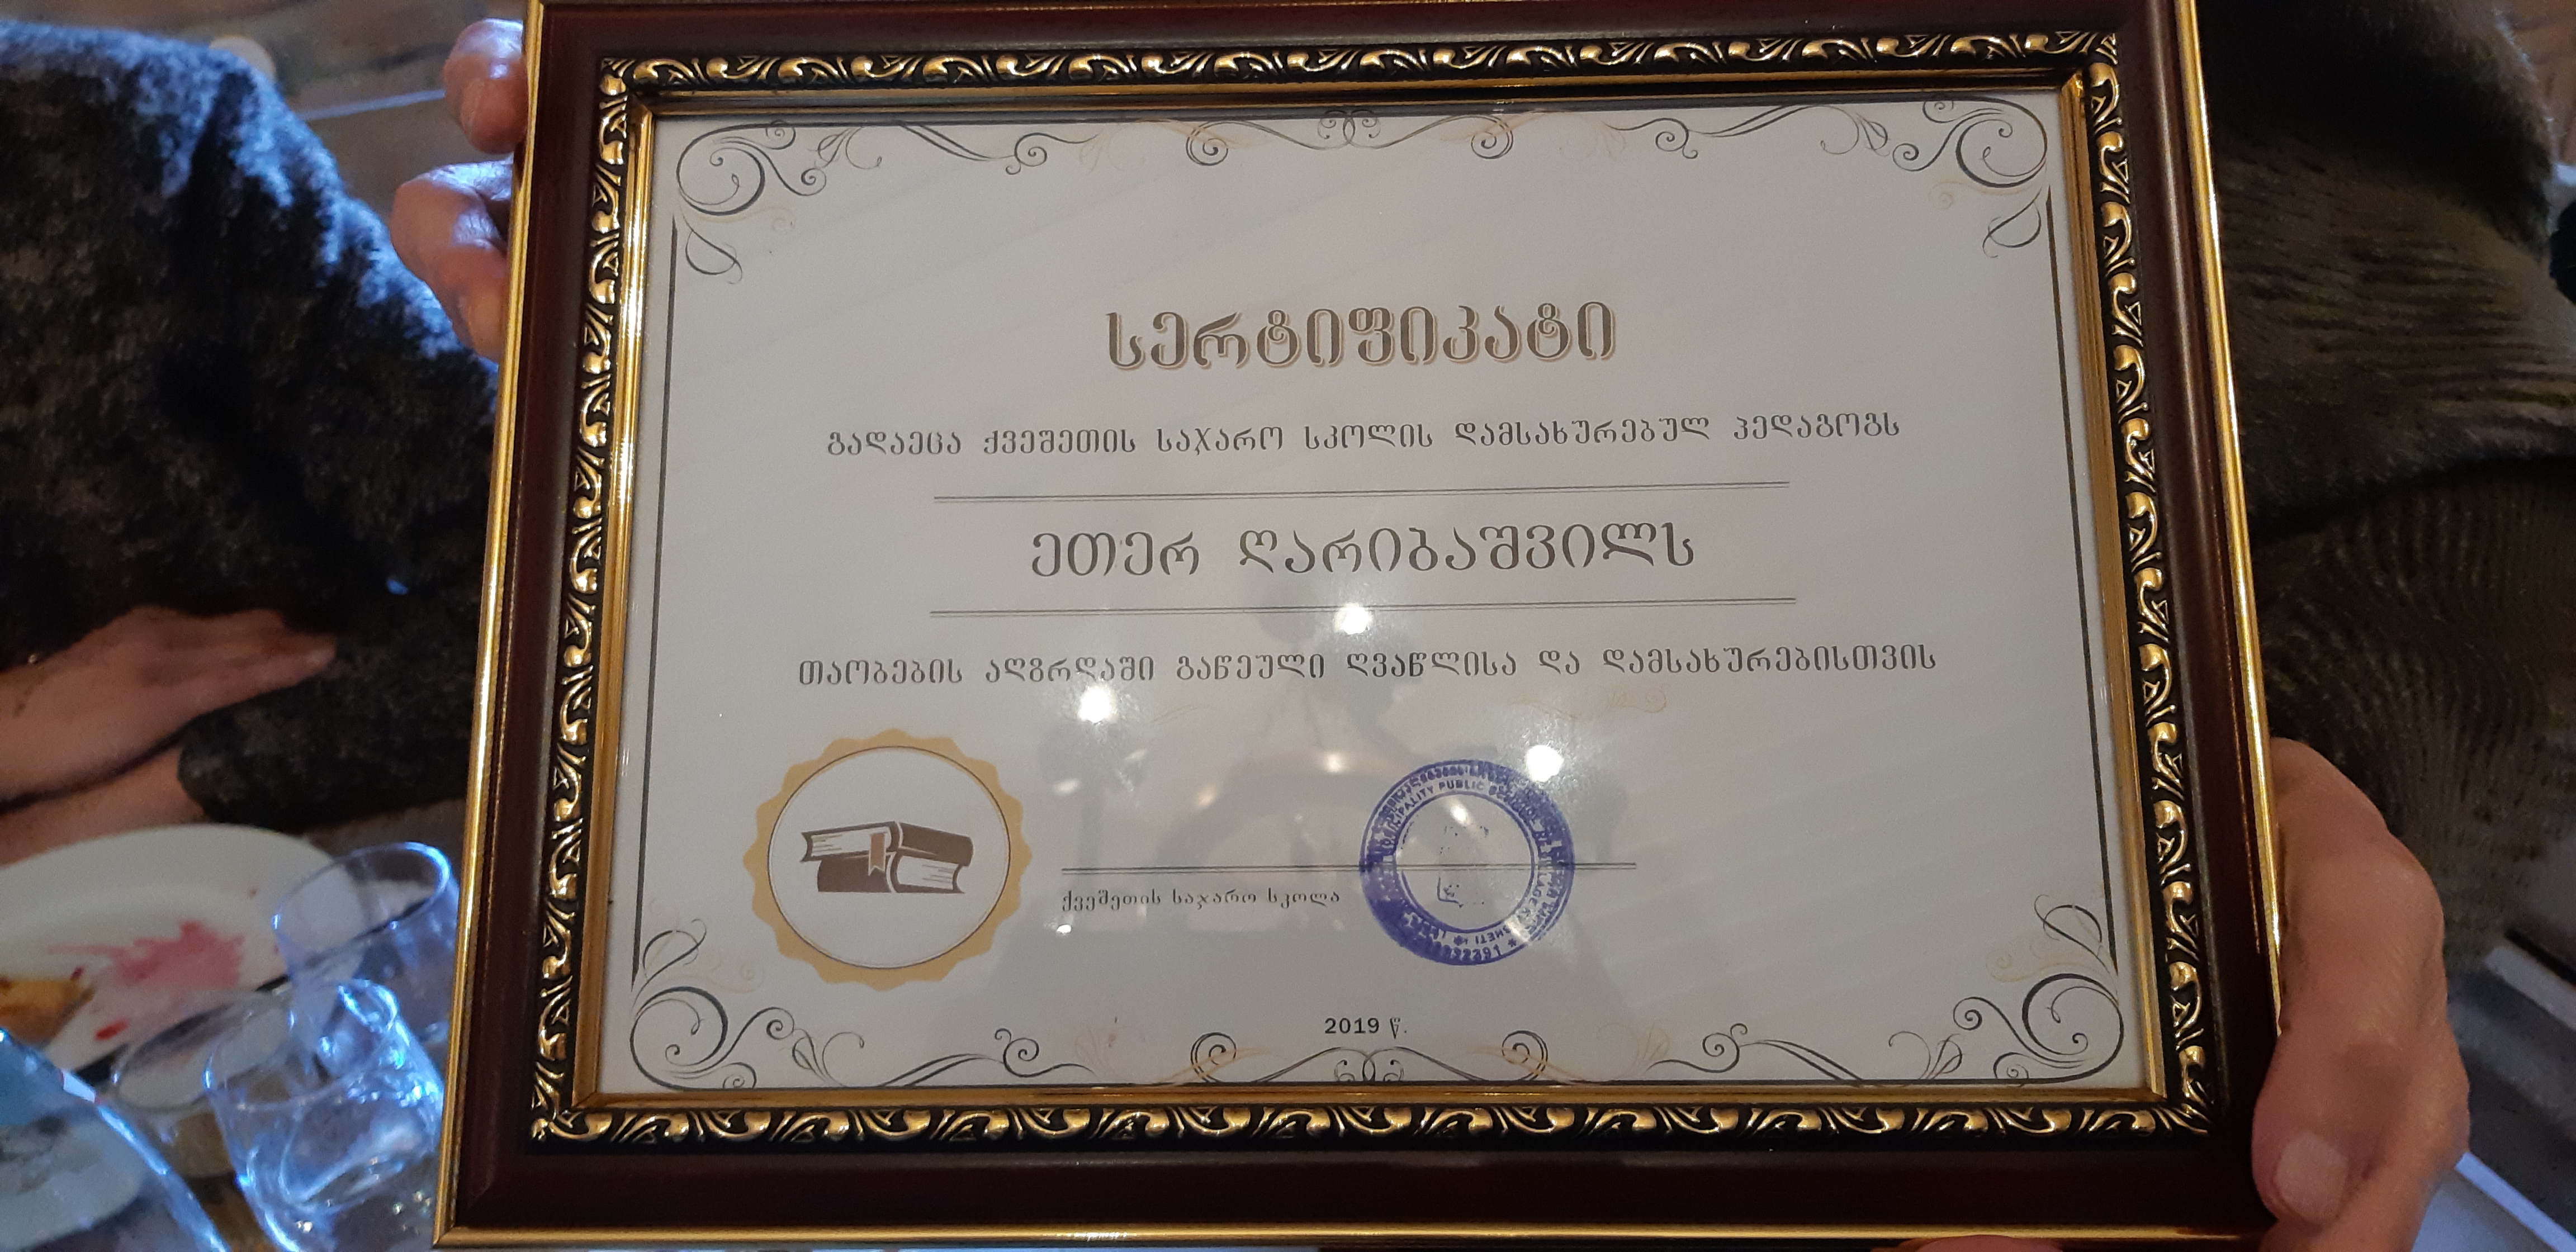 სერტიფიკატი
გადაეცა ქვეშეთის საჯარო სკოლის დამსახურებულ პედაგოგს
ეთერ ღარიბაშვილს
თაობების აღზრდაში გაწეული ღვაწლისა და დამსახურებისთვის
PUBLIC
ქვეშეთის საჯარო სკოლა
2019 წ.